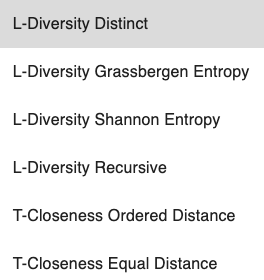 L-Diversity Distinct
L-Diversity Grassbergen Entropy
L-Diversity Shannon Entropy
L-Diversity Recursive
T-Closeness Ordered Distance
T-Closeness Equal Distance